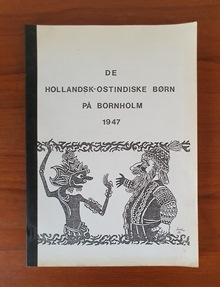 DE
HOLLANDSK-OSTINDISKE BØRN
PÅ BORNHOLM
1947